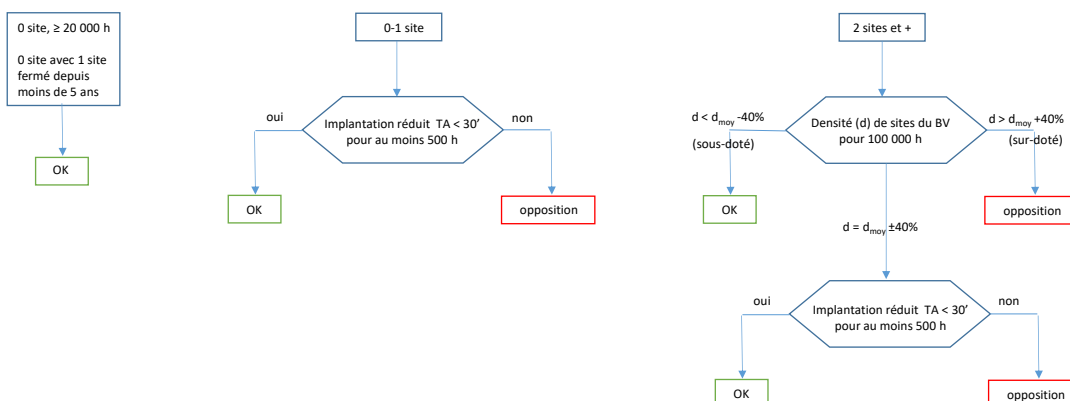 0 site, ≥ 20 000 h
0 site avec 1 site
fermé depuis
moins de 5 ans
OK
0-1 site
oui
Implantation réduit TA < 30’
pour au moins 500 h
non
OK
opposition
2 sites et +
d < dmoy -40%
(sous-doté)
Densité (d) de sites du BV
pour 100 000 h
d > dmoy +40%
(sur-doté)
OK
opposition
d = dmoy ±40%
oui
Implantation réduit TA < 30’
pour au moins 500 h
non
OK
opposition